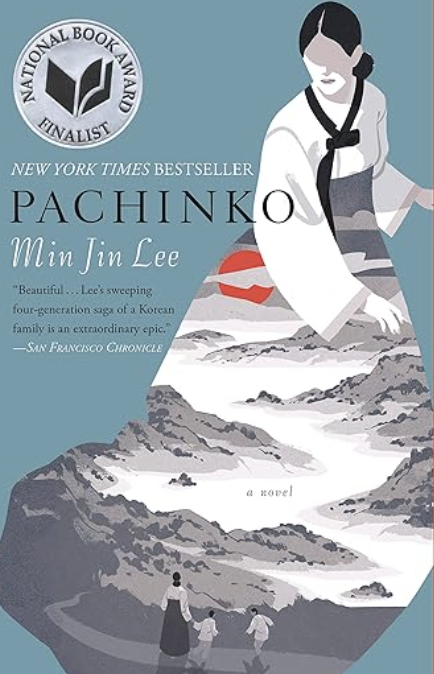 NATIONAL BOOK AWARD
FINALIST
NEW YORK TIMES BESTSELLER
PACHINKO
Min Jin Lee
"Beautiful . . . Lee's sweeping
four-generation saga of a Korean
family is an extraordinary epic."
—SAN FRANCISCO CHRONICLE
a novel